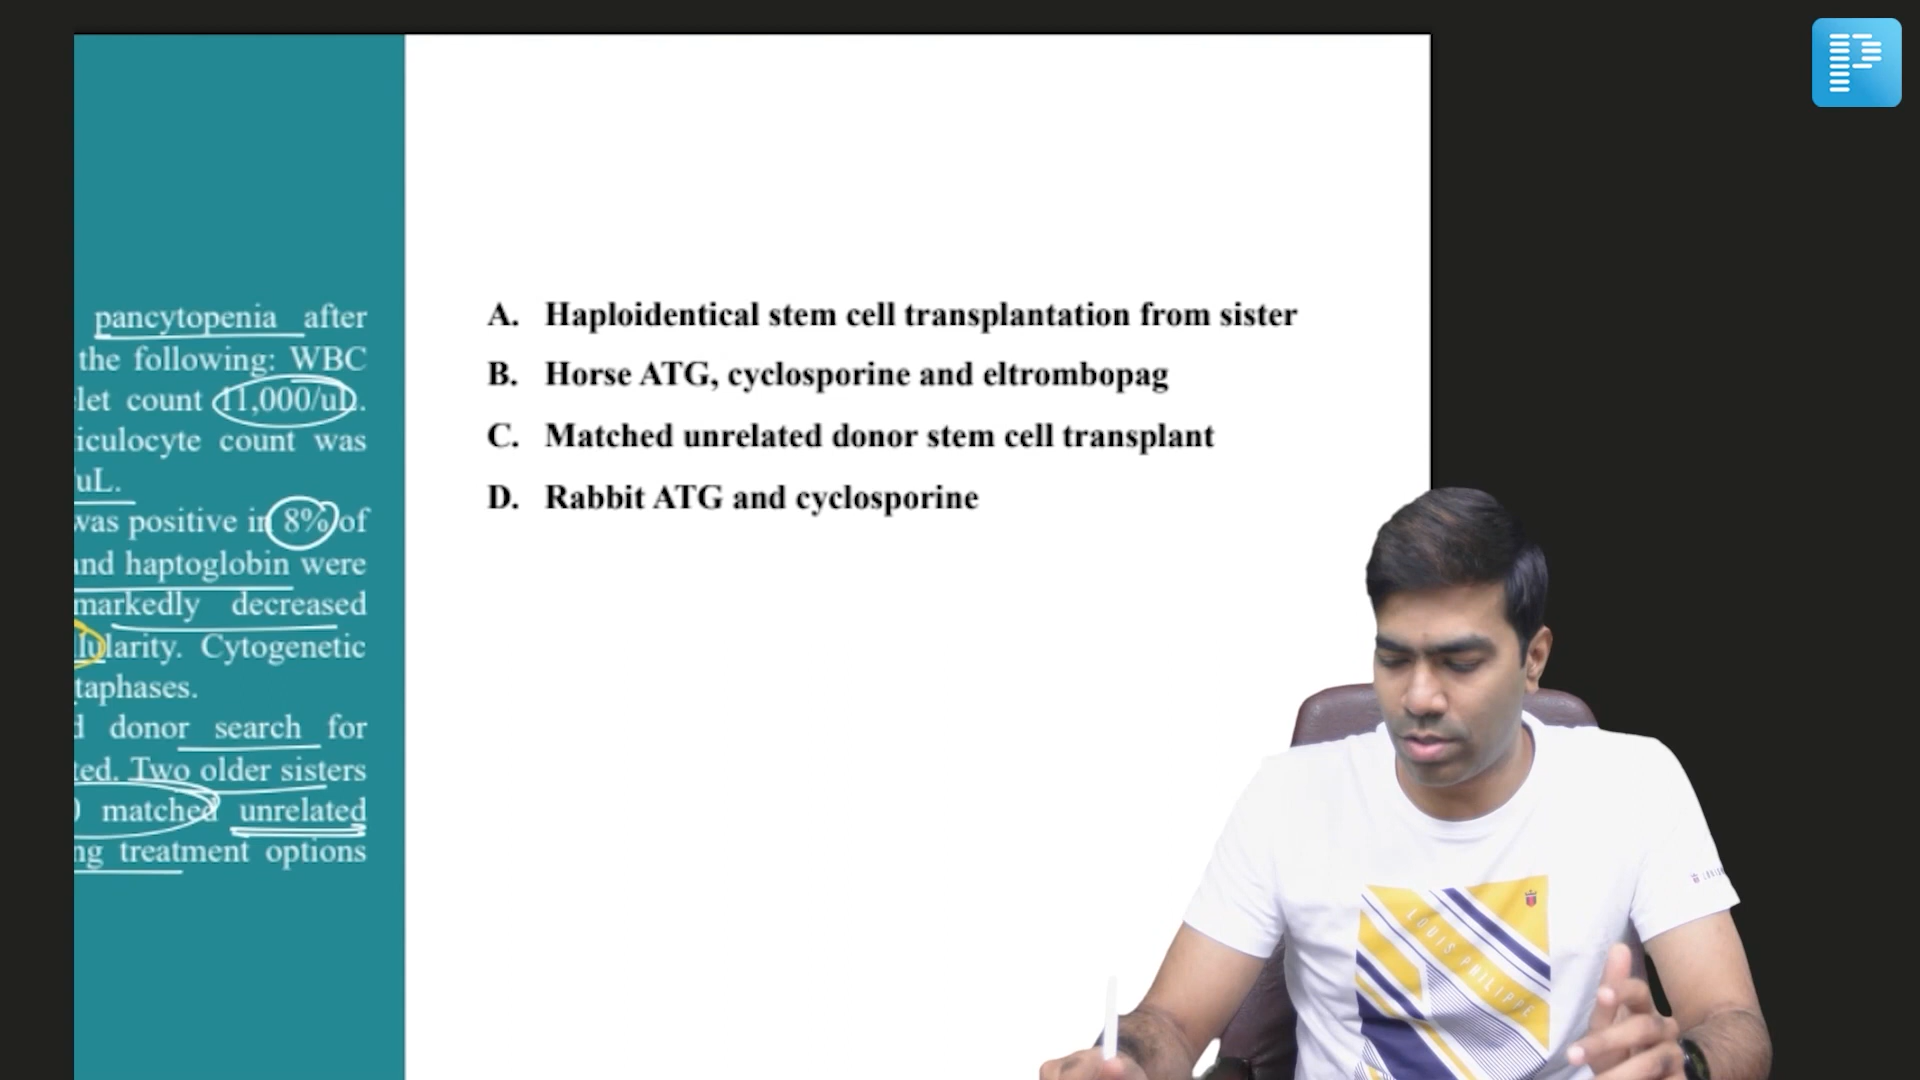 pancytopenia after
the following: WBC
let count 11,000/uL.
iculocyte count was
uL.
was positive in 8% of
and haptoglobin were
markedly decreased
lularity. Cytogenetic
taphases.
d donor search for
ted. Two older sisters
) matched unrelated
ng treatment options
A. Haploidentical stem cell transplantation from sister
B. Horse ATG, cyclosporine and eltrombopag
C. Matched unrelated donor stem cell transplant
D. Rabbit ATG and cyclosporine
LOUIS PHILIPPE